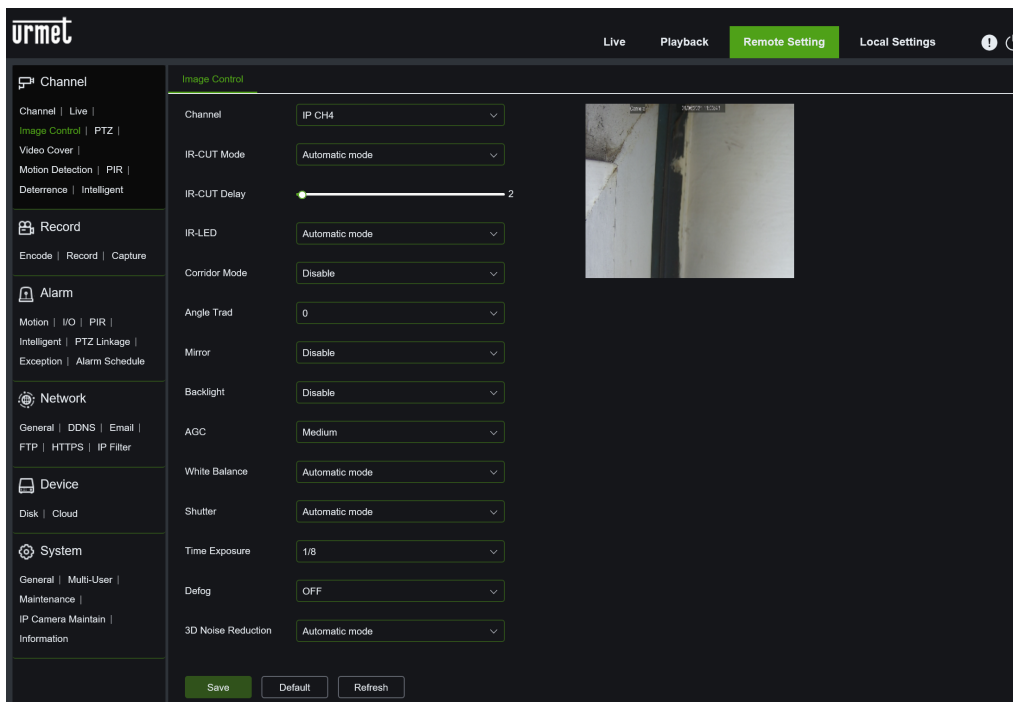 urmet
Live Playback Remote Setting Local Settings
Channel
Channel | Live |
Image Control | PTZ |
Video Cover |
Motion Detection | PIR |
Deterrence | Intelligent
Record
Encode | Record | Capture
Alarm
Motion | I/O | PIR |
Intelligent | PTZ Linkage |
Exception | Alarm Schedule
Network
General | DDNS | Email |
FTP | HTTPS | IP Filter
Device
Disk | Cloud
System
General | Multi-User |
Maintenance |
IP Camera Maintain |
Information
Image Control
Channel IP CH4
IR-CUT Mode Automatic mode
IR-CUT Delay 2
IR-LED Automatic mode
Corridor Mode Disable
Angle Trad 0
Mirror Disable
Backlight Disable
AGC Medium
White Balance Automatic mode
Shutter Automatic mode
Time Exposure 1/8
Defog OFF
3D Noise Reduction Automatic mode
Save Default Refresh